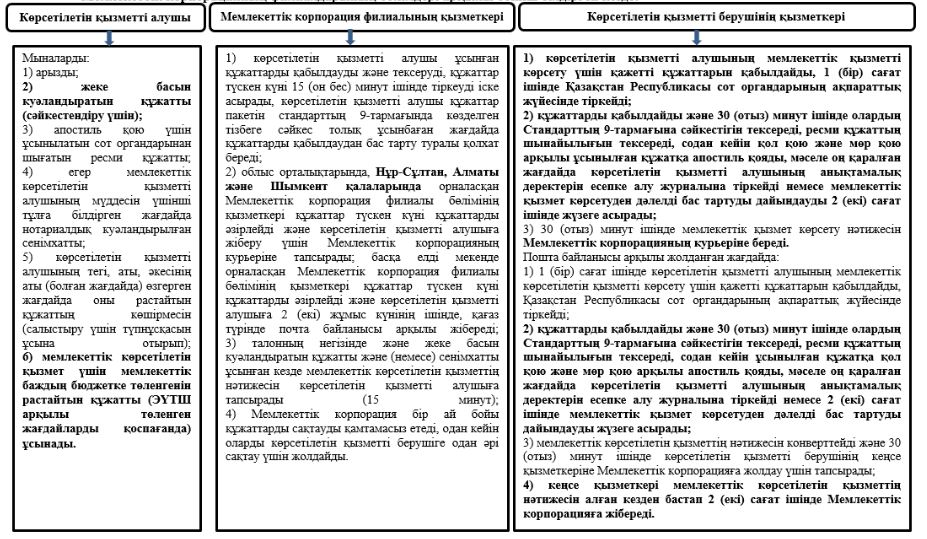 Көрсетілетін қызметті алушы
Мемлекеттік корпорация филиалының қызметкері
Көрсетілетін қызметті берушінің қызметкері
Мыналарды:
1) арызды;
2) жеке басын
куәландыратын құжатты
(сәйкестендіру үшін);
3) апостиль қою үшін
ұсынылатын сот органдарынан
шығатын ресми құжатты;
4) егер мемлекеттік
көрсетілетін қызметті
алушының мүддесін үшінші
тұлға білдірген жағдайда
нотариалдық куәландырылған
сенімхатты;
5) көрсетілетін қызметті
алушының тегі, аты, әкесінің
аты (болған жағдайда) өзгерген
жағдайда оны растайтын
құжаттың көшірмесін
(салыстыру үшін түпнұсқасын
ұсына отырып);
6) мемлекеттік көрсетілетін
қызмет үшін мемлекеттік
баждың бюджетке төленгенін
растайтын құжатты (ЭҮТШ
арқылы төленген
жағдайларды қоспағанда)
ұсынады.
1) көрсетілетін қызметті алушы ұсынған
құжаттарды қабылдауды және тексеруді, құжаттар
түскен күні 15 (он бес) минут ішінде тіркеуді іске
асырады, көрсетілетін қызметті алушы құжаттар
пакетін стандарттың 9-тармағында көзделген
тізбеге сәйкес толық ұсынбаған жағдайда
құжаттарды қабылдаудан бас тарту туралы қолхат
береді;
2) облыс орталықтарында, Нұр-Сұлтан, Алматы
және Шымкент қалаларында орналасқан
Мемлекеттік корпорация филиалы бөлімінің
қызметкері құжаттар түскен күні құжаттарды
әзірлейді және көрсетілетін қызметті алушыға
жіберу үшін Мемлекеттік корпорацияның
курьеріне тапсырады; басқа елді мекенде
орналасқан Мемлекеттік корпорация филиалы
бөлімінің қызметкері құжаттар түскен күні
құжаттарды әзірлейді және көрсетілетін қызметті
алушыға 2 (екі) жұмыс күнінің ішінде, қағаз
түрінде почта байланысы арқылы жібереді;
3) талонның негізінде және жеке басын
куәландыратын құжатты және (немесе) сенімхатты
ұсынған кезде мемлекеттік көрсетілетін қызметтің
нәтижесін көрсетілетін қызметті алушыға
тапсырады (15 минут);
4) Мемлекеттік корпорация бір ай бойы
құжаттарды сақтауды қамтамасыз етеді, одан кейін
оларды көрсетілетін қызметті берушіге одан әрі
сақтау үшін жолдайды.
1) көрсетілетін қызметті алушының мемлекеттік қызметті
көрсету үшін қажетті құжаттарын қабылдайды, 1 (бір) сағат
ішінде Қазақстан Республикасы сот органдарының ақпараттық
жүйесінде тіркейді;
2) құжаттарды қабылдайды және 30 (отыз) минут ішінде олардың
Стандарттың 9-тармағына сәйкестігін тексереді, ресми құжаттың
шынайылығын тексереді, содан кейін қол қою және мөр қою
арқылы ұсынылған құжатқа апостиль қояды, мәселе оң қаралған
жағдайда көрсетілетін қызметті алушының анықтамалық
деректерін есепке алу журналына тіркейді немесе мемлекеттік
қызмет көрсетуден дәлелді бас тартуды дайындауды 2 (екі) сағат
ішінде жүзеге асырады;
3) 30 (отыз) минут ішінде мемлекеттік қызмет көрсету нәтижесін
Мемлекеттік корпорацияның курьеріне береді.
Пошта байланысы арқылы жолданған жағдайда:
1) 1 (бір) сағат ішінде көрсетілетін қызметті алушының мемлекеттік
көрсетілетін қызметті көрсету үшін қажетті құжаттарын қабылдайды,
Қазақстан Республикасы сот органдарының ақпараттық жүйесінде
тіркейді;
2) құжаттарды қабылдайды және 30 (отыз) минут ішінде олардың
Стандарттың 9-тармағына сәйкестігін тексереді, ресми құжаттың
шынайылығын тексереді, содан кейін ұсынылған құжатқа қол
қою және мөр қою арқылы апостиль қояды, мәселе оң қаралған
жағдайда көрсетілетін қызметті алушының анықтамалық
деректерін есепке алу журналына тіркейді немесе 2 (екі) сағат
ішінде мемлекеттік қызмет көрсетуден дәлелді бас тартуды
дайындауды жүзеге асырады;
3) мемлекеттік көрсетілетін қызметтің нәтижесін конверттейді және 30
(отыз) минут ішінде көрсетілетін қызметті берушінің кеңсе
қызметкеріне Мемлекеттік корпорацияға жолдау үшін тапсырады;
4) кеңсе қызметкері мемлекеттік көрсетілетін қызметтің
нәтижесін алған кезден бастап 2 (екі) сағат ішінде Мемлекеттік
корпорацияға жібереді.